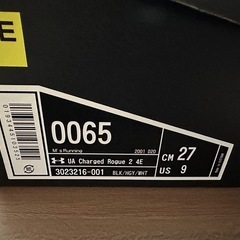 E
0065
M's Running 2001 020
UA Charged Rogue 2 4E
3023216-001 BLK/HGY/WHT
CM 27
US 9